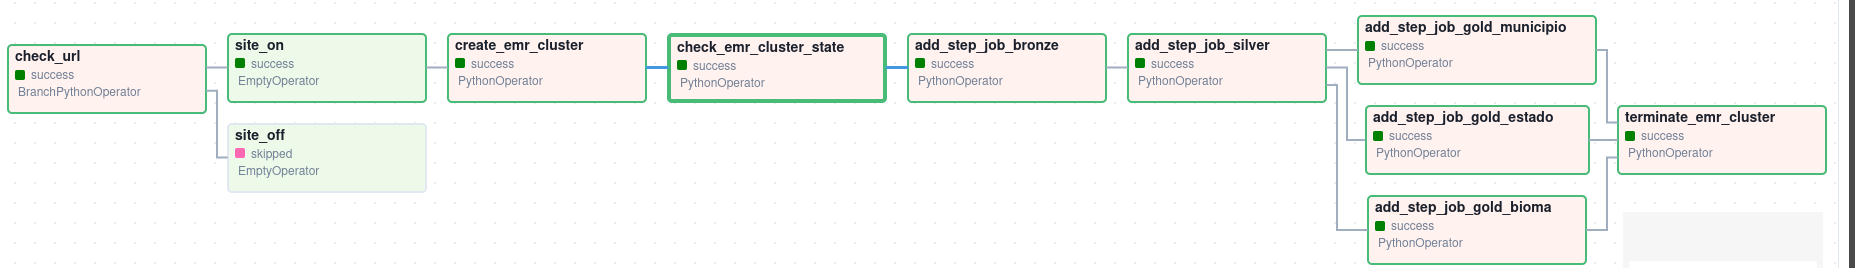 check_url
success
BranchPythonOperator
site_on
success
EmptyOperator
site_off
skipped
EmptyOperator
create_emr_cluster
success
PythonOperator
check_emr_cluster_state
success
PythonOperator
add_step_job_bronze
success
PythonOperator
add_step_job_silver
success
PythonOperator
add_step_job_gold_municipio
success
PythonOperator
add_step_job_gold_estado
success
PythonOperator
add_step_job_gold_bioma
success
PythonOperator
terminate_emr_cluster
success
PythonOperator